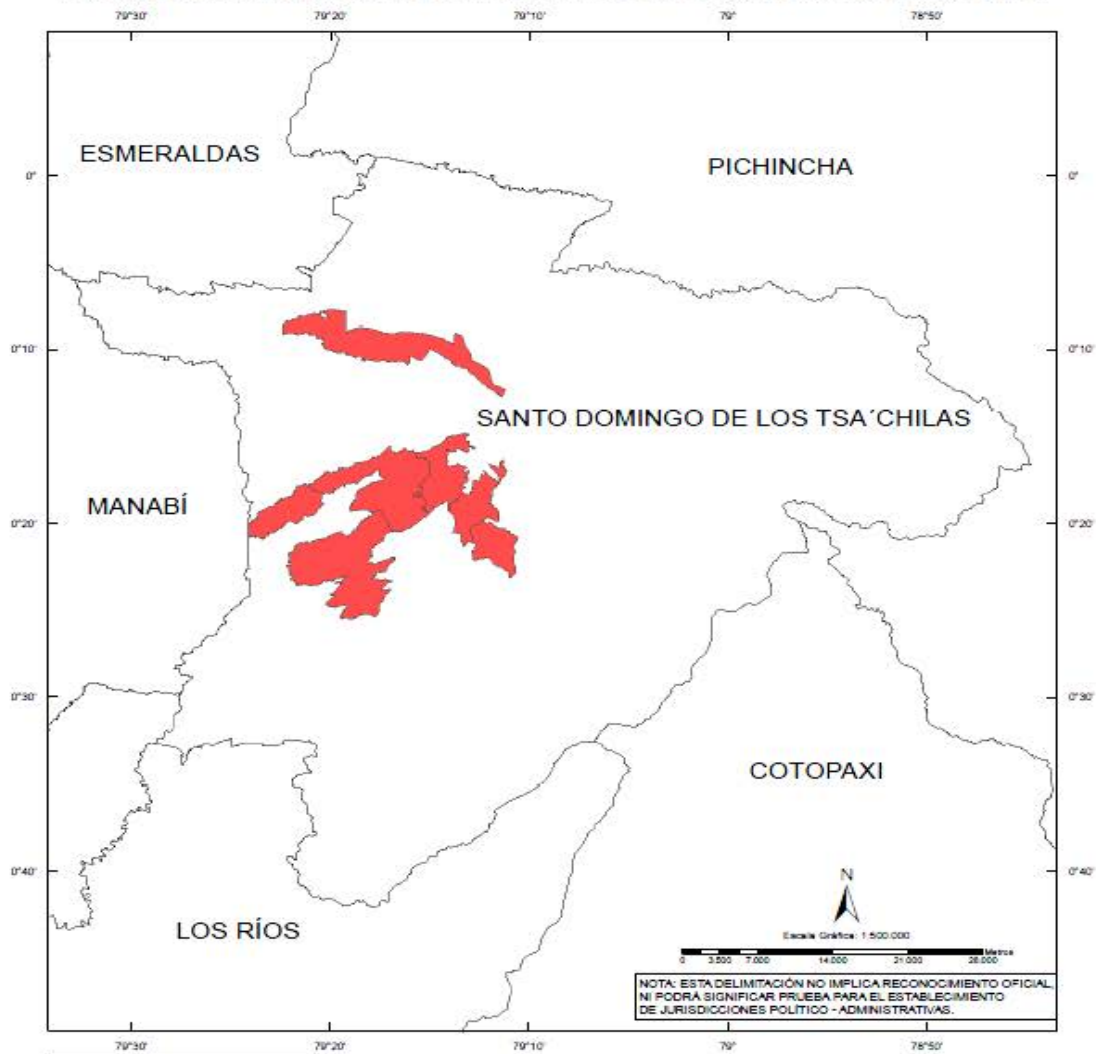 79°30' 79°20' 79°10' 79° 78°50'
ESMERALDAS
PICHINCHA
0° 0°
0°10' 0°10'
SANTO DOMINGO DE LOS TSA´CHILAS
MANABÍ
0°20' 0°20'
0°30' 0°30'
COTOPAXI
0°40' 0°40'
N
LOS RÍOS
Escala Gráfica: 1:500.000
Metros
0 3.500 7.000 14.000 21.000 28.000
NOTA: ESTA DELIMITACIÓN NO IMPLICA RECONOCIMIENTO OFICIAL,
NI PODRÁ SIGNIFICAR PRUEBA PARA EL ESTABLECIMIENTO
DE JURISDICCIONES POLÍTICO - ADMINISTRATIVAS.
79°30' 79°20' 79°10' 79° 78°50'